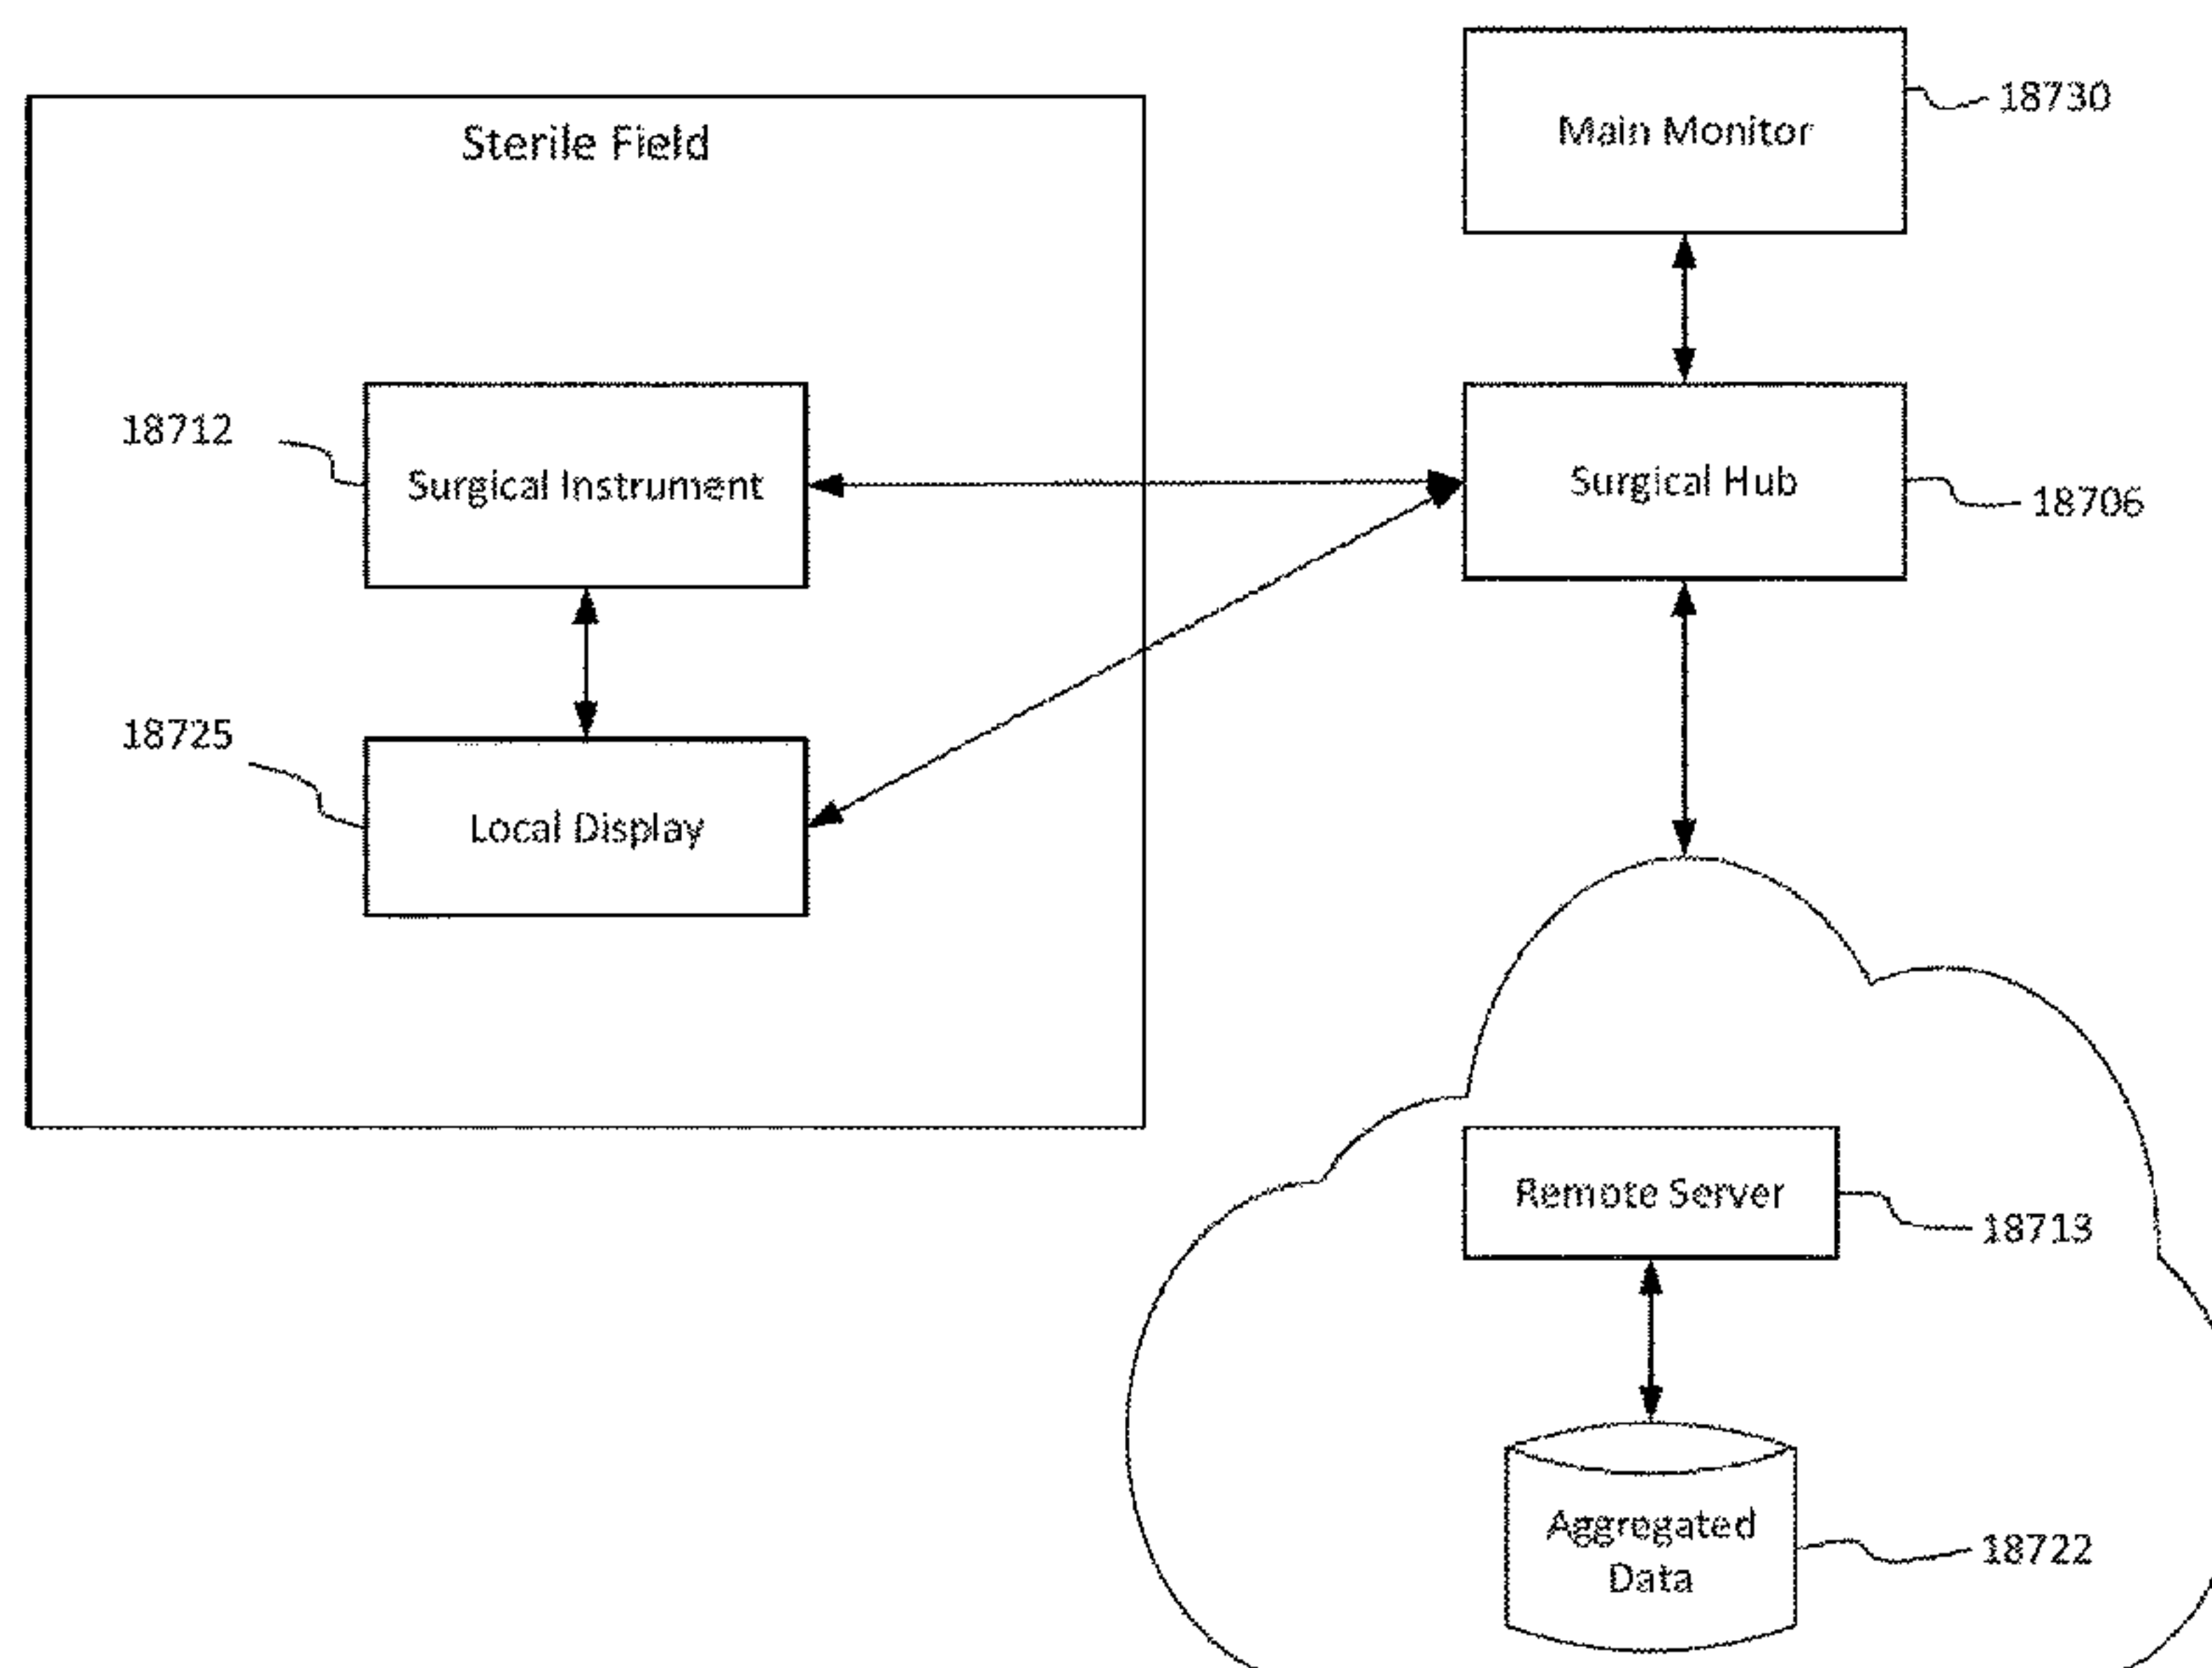 Main Monitor
18730
Sterile Field
18712
Surgical Instrument
Surgical Hub
18706
18725
Local Display
Remote Server
18713
Aggregated
Data
18722